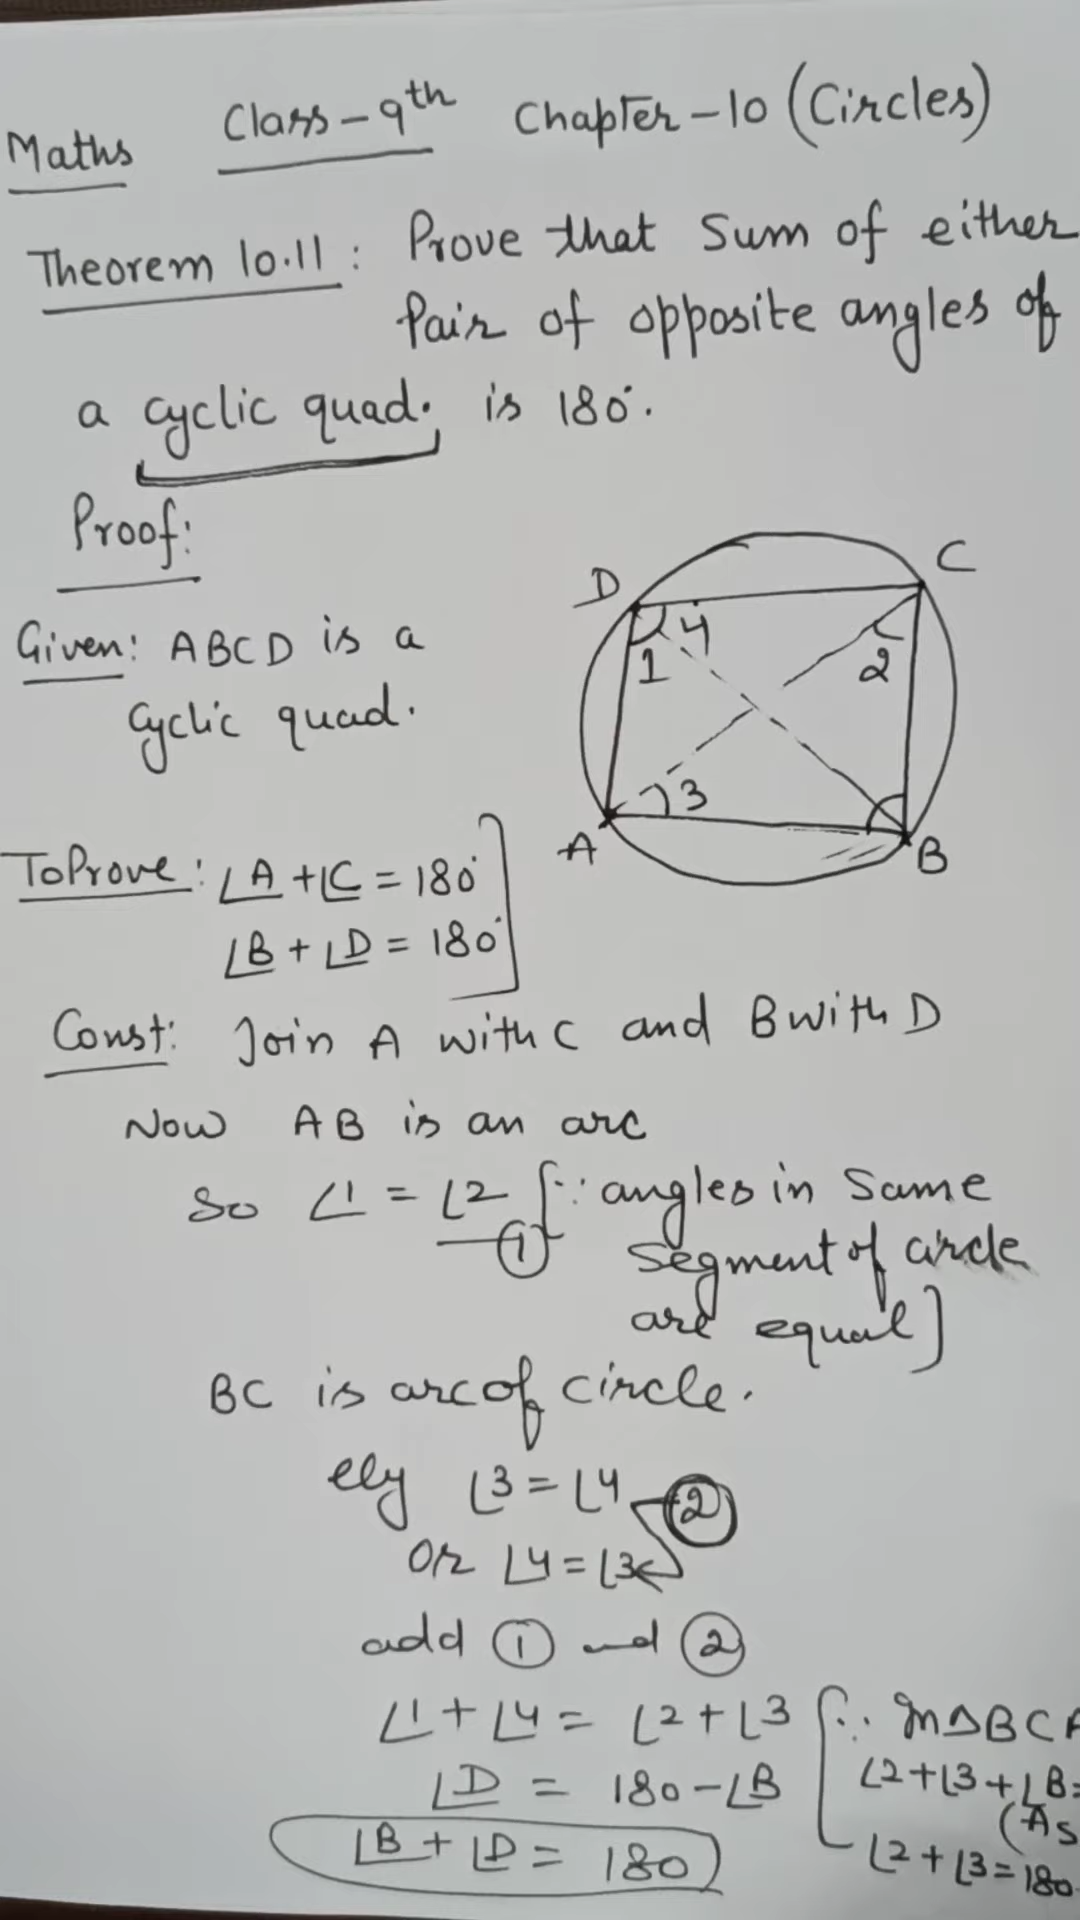 Maths Class-9th Chapter-10 (Circles)
Theorem 10.11: Prove that Sum of either
Pair of opposite angles of
a cyclic quad. is 180°.
Proof:
D C
4
1 2
3
A B
Given: ABCD is a
Cyclic quad.
To Prove: ∠A + ∠C = 180°
∠B + ∠D = 180°
Const: Join A with C and B with D
Now AB is an arc
So ∠1 = ∠2 [∵ angles in Same
① Segment of circle
are equal]
BC is arc of circle.
elly ∠3 = ∠4 ②
or ∠4 = ∠3
add ① and ②
∠1 + ∠4 = ∠2 + ∠3 [∵ In ΔBCA
∠D = 180 - ∠B ∠2 + ∠3 + ∠B =
(As
∠B + ∠D = 180 ∠2 + ∠3 = 180-